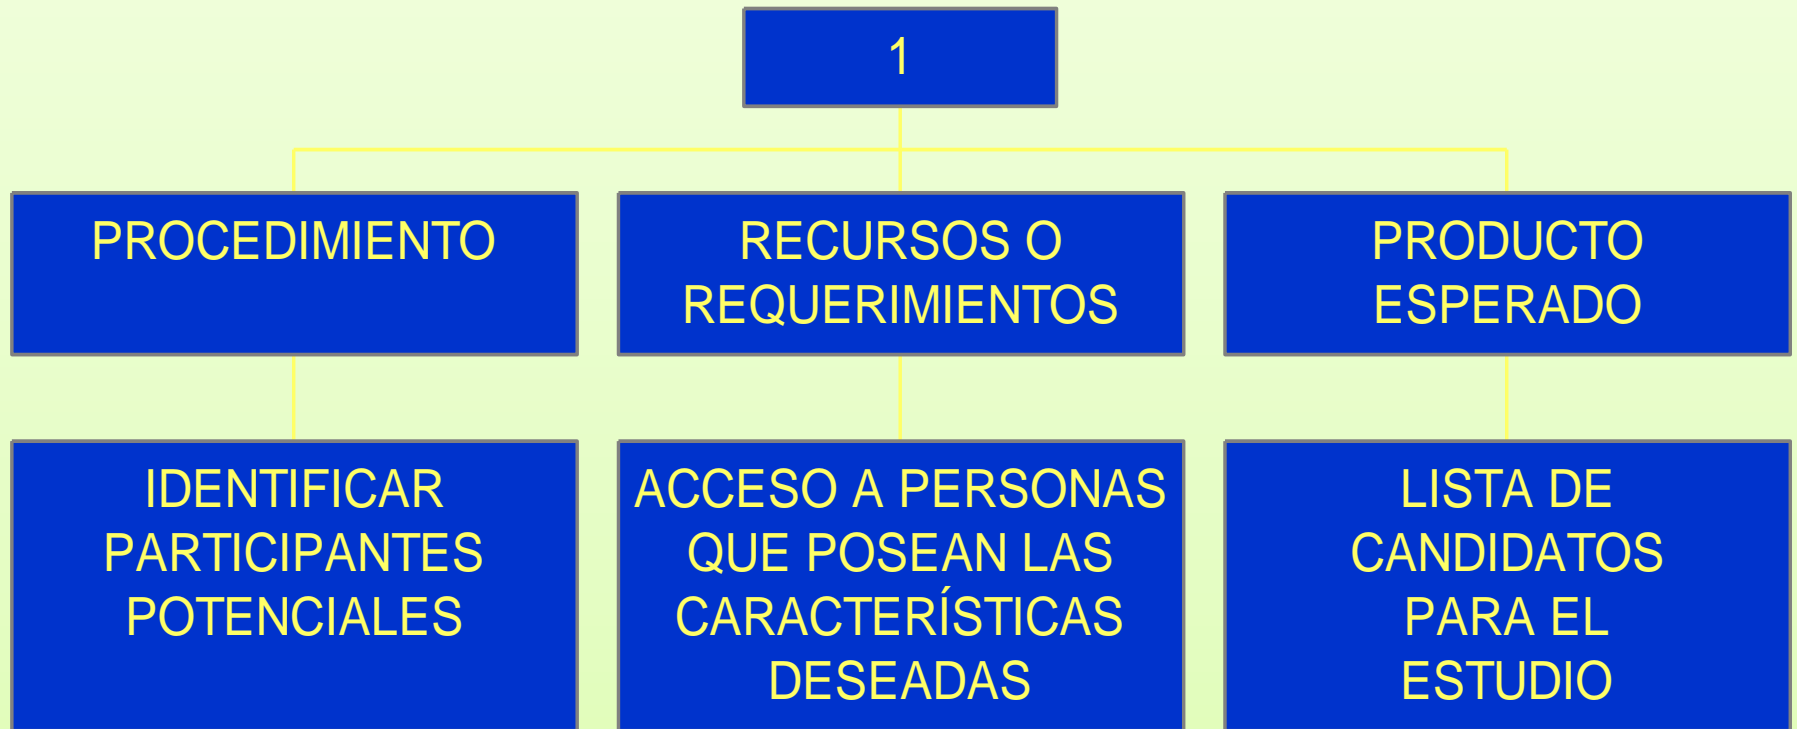 1
PROCEDIMIENTO
RECURSOS O
REQUERIMIENTOS
PRODUCTO
ESPERADO
IDENTIFICAR
PARTICIPANTES
POTENCIALES
ACCESO A PERSONAS
QUE POSEAN LAS
CARACTERÍSTICAS
DESEADAS
LISTA DE
CANDIDATOS
PARA EL
ESTUDIO